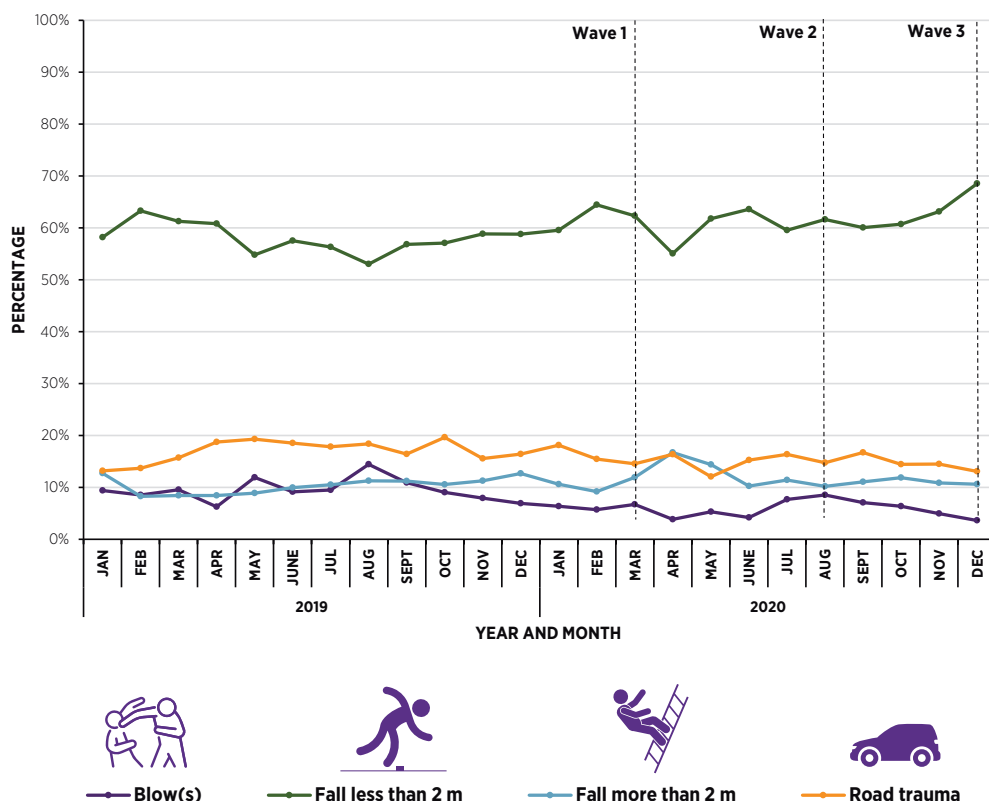 100%
90%
80%
70%
60%
50%
40%
30%
20%
10%
0%
PERCENTAGE
Wave 1
Wave 2
Wave 3
JAN
FEB
MAR
APR
MAY
JUNE
JUL
AUG
SEPT
OCT
NOV
DEC
JAN
FEB
MAR
APR
MAY
JUNE
JUL
AUG
SEPT
OCT
NOV
DEC
2019
2020
YEAR AND MONTH
Blow(s)
Fall less than 2 m
Fall more than 2 m
Road trauma